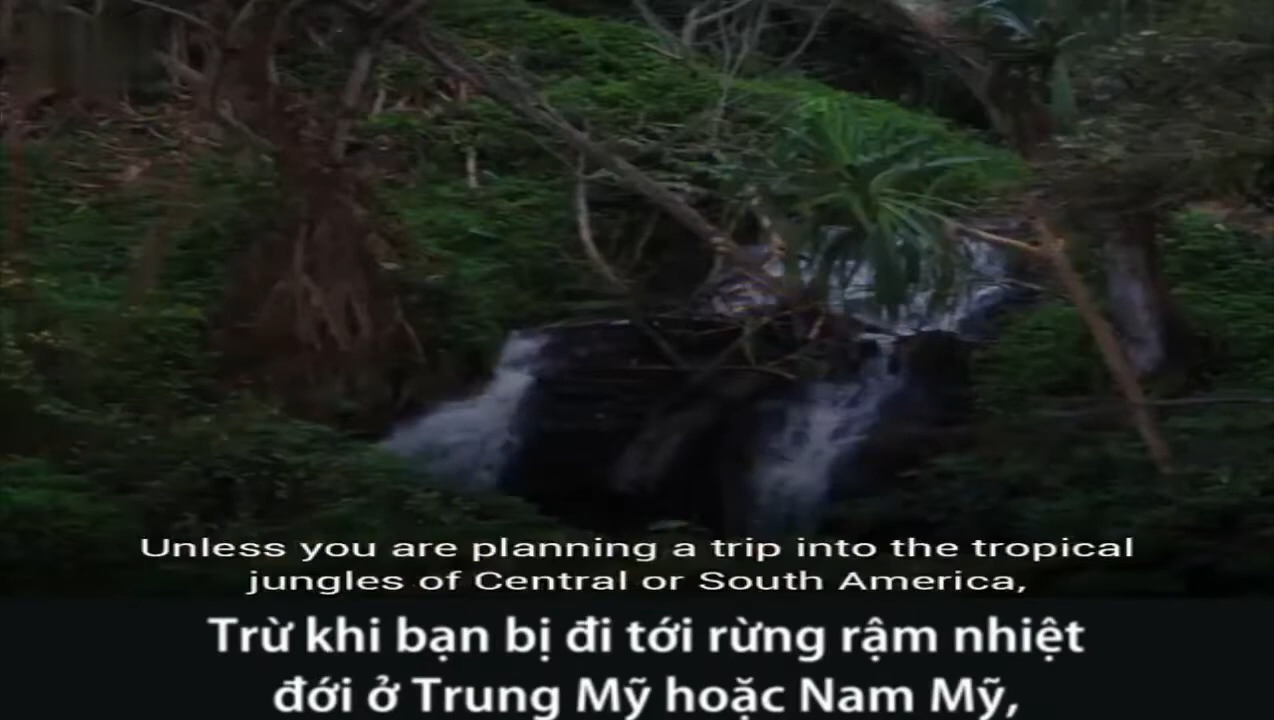 Unless you are planning a trip into the tropical
jungles of Central or South America,
Trừ khi bạn bị đi tới rừng rậm nhiệt
đới ở Trung Mỹ hoặc Nam Mỹ,